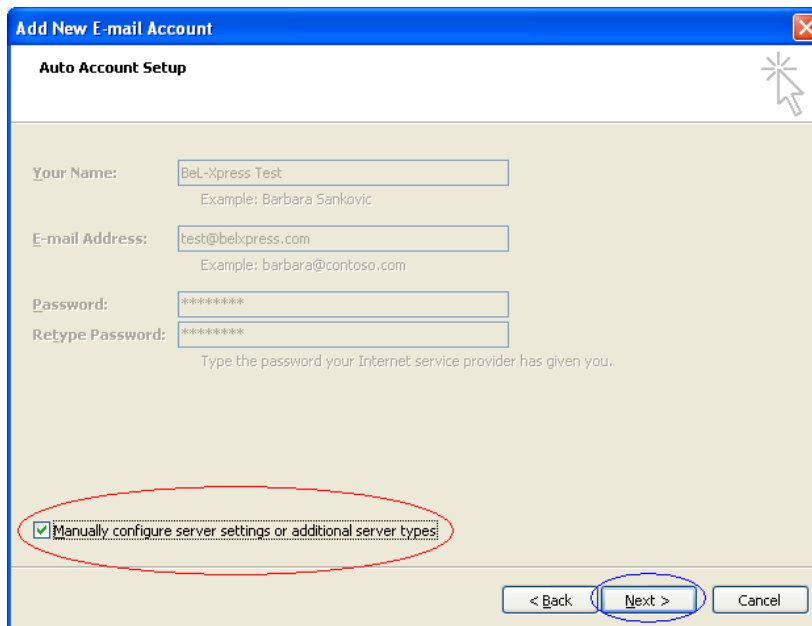 Add New E-mail Account
Auto Account Setup
Your Name: BeL-Xpress Test
Example: Barbara Sankovic
E-mail Address: test@belxpress.com
Example: barbara@contoso.com
Password: ********
Retype Password: ********
Type the password your Internet service provider has given you.
Manually configure server settings or additional server types
< Back Next > Cancel